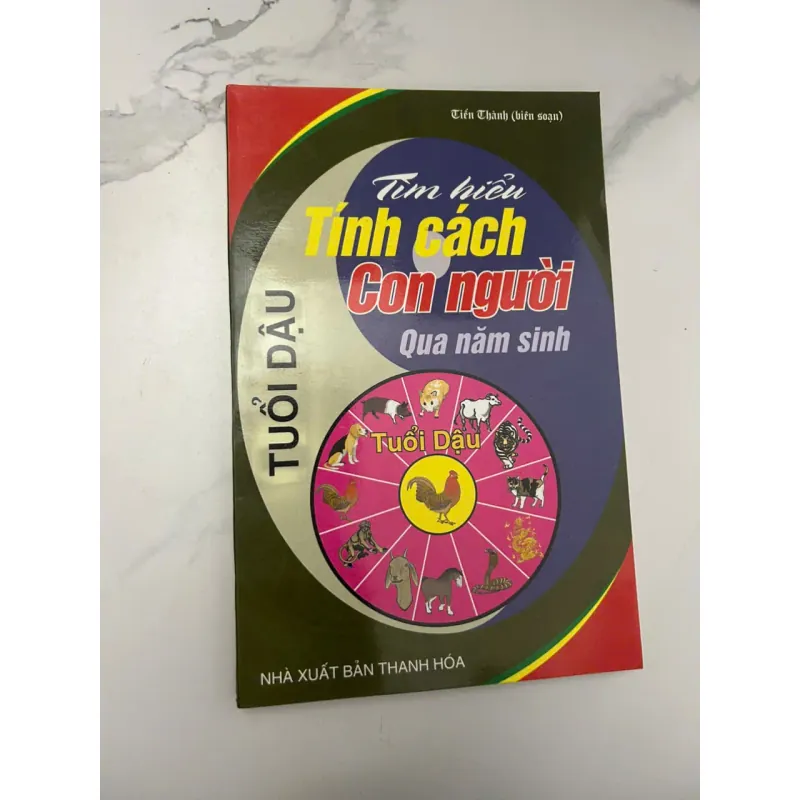 Tiến Thành (biên soạn)
Tìm hiểu
Tính cách
Con người
Qua năm sinh
TUỔI DẬU
Tuổi Dậu
NHÀ XUẤT BẢN THANH HÓA